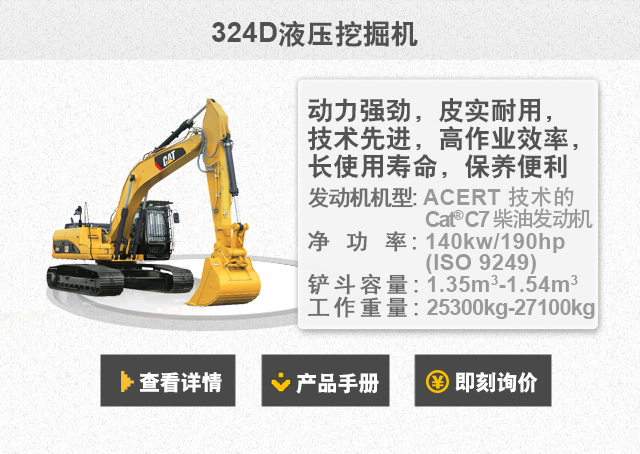 324D液压挖掘机
动力强劲，皮实耐用，
技术先进，高作业效率，
长使用寿命，保养便利
发动机机型: ACERT 技术的
Cat®C7柴油发动机
净功率: 140kw/190hp
(ISO 9249)
铲斗容量: 1.35m³-1.54m³
工作重量: 25300kg-27100kg
CAT
查看详情
产品手册
即刻询价